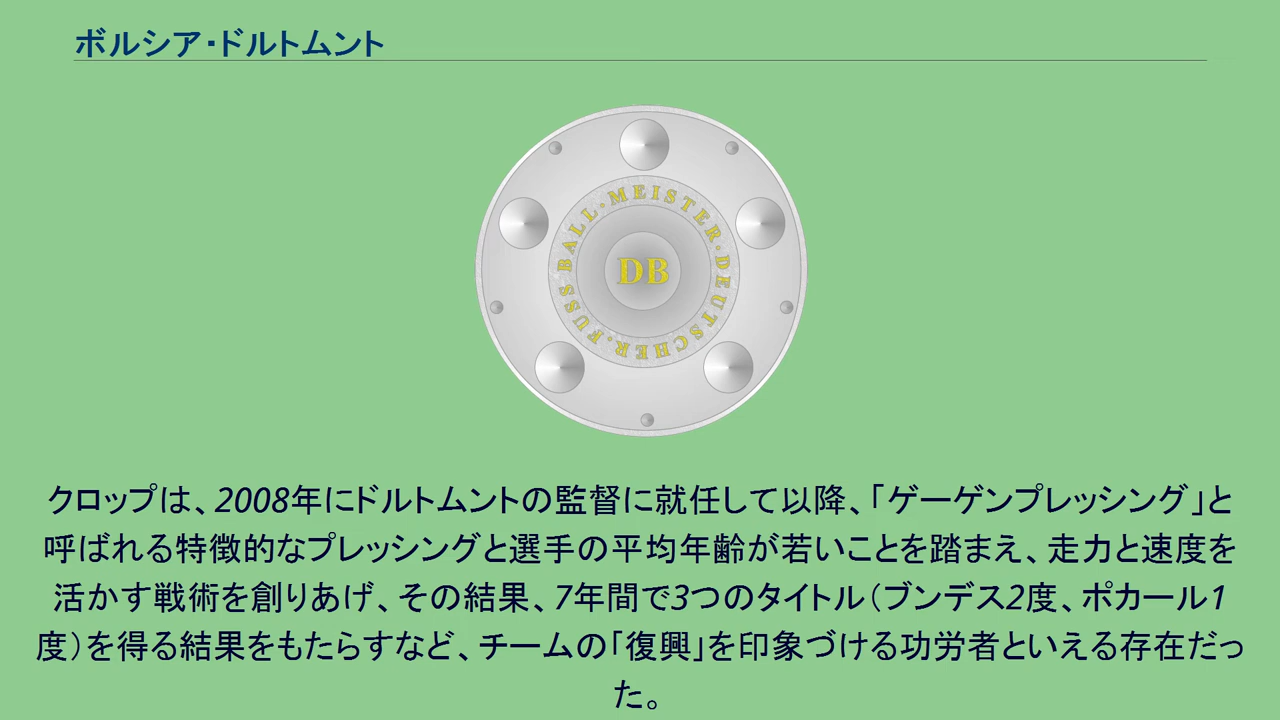 ボルシア・ドルトムント
FUSSBALL.MEISTER.DEUTSCHER.
DB
クロップは、2008年にドルトムントの監督に就任して以降、「ゲーゲンプレッシング」と
呼ばれる特徴的なプレッシングと選手の平均年齢が若いことを踏まえ、走力と速度を
活かす戦術を創りあげ、その結果、7年間で3つのタイトル（ブンデス2度、ポカール1
度）を得る結果をもたらすなど、チームの「復興」を印象づける功労者といえる存在だっ
た。